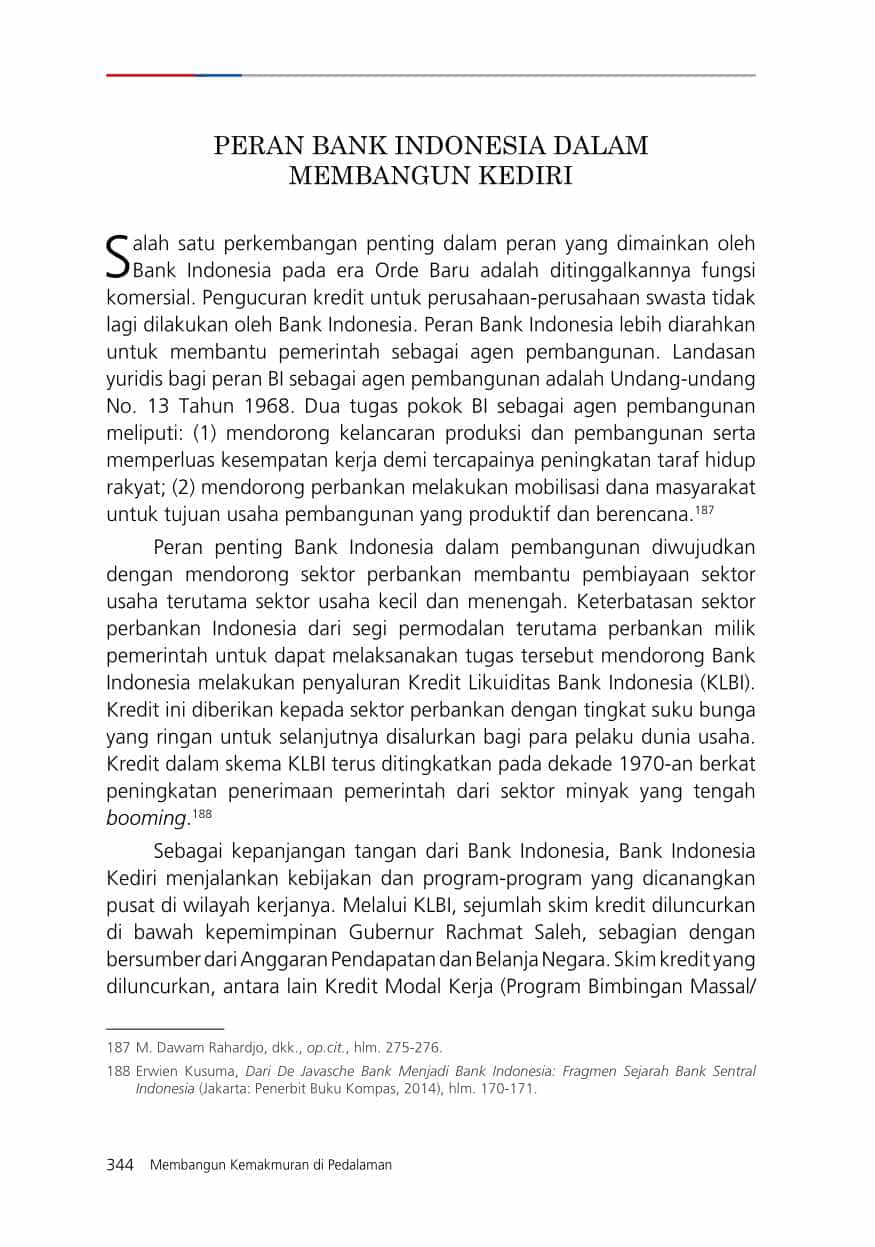 PERAN BANK INDONESIA DALAM
MEMBANGUN KEDIRI
Salah satu perkembangan penting dalam peran yang dimainkan oleh
Bank Indonesia pada era Orde Baru adalah ditinggalkannya fungsi
komersial. Pengucuran kredit untuk perusahaan-perusahaan swasta tidak
lagi dilakukan oleh Bank Indonesia. Peran Bank Indonesia lebih diarahkan
untuk membantu pemerintah sebagai agen pembangunan. Landasan
yuridis bagi peran BI sebagai agen pembangunan adalah Undang-undang
No. 13 Tahun 1968. Dua tugas pokok BI sebagai agen pembangunan
meliputi: (1) mendorong kelancaran produksi dan pembangunan serta
memperluas kesempatan kerja demi tercapainya peningkatan taraf hidup
rakyat; (2) mendorong perbankan melakukan mobilisasi dana masyarakat
untuk tujuan usaha pembangunan yang produktif dan berencana.187
Peran penting Bank Indonesia dalam pembangunan diwujudkan
dengan mendorong sektor perbankan membantu pembiayaan sektor
usaha terutama sektor usaha kecil dan menengah. Keterbatasan sektor
perbankan Indonesia dari segi permodalan terutama perbankan milik
pemerintah untuk dapat melaksanakan tugas tersebut mendorong Bank
Indonesia melakukan penyaluran Kredit Likuiditas Bank Indonesia (KLBI).
Kredit ini diberikan kepada sektor perbankan dengan tingkat suku bunga
yang ringan untuk selanjutnya disalurkan bagi para pelaku dunia usaha.
Kredit dalam skema KLBI terus ditingkatkan pada dekade 1970-an berkat
peningkatan penerimaan pemerintah dari sektor minyak yang tengah
booming.188
Sebagai kepanjangan tangan dari Bank Indonesia, Bank Indonesia
Kediri menjalankan kebijakan dan program-program yang dicanangkan
pusat di wilayah kerjanya. Melalui KLBI, sejumlah skim kredit diluncurkan
di bawah kepemimpinan Gubernur Rachmat Saleh, sebagian dengan
bersumber dari Anggaran Pendapatan dan Belanja Negara. Skim kredit yang
diluncurkan, antara lain Kredit Modal Kerja (Program Bimbingan Massal/
187 M. Dawam Rahardjo, dkk., op.cit., hlm. 275-276.
188 Erwien Kusuma, Dari De Javasche Bank Menjadi Bank Indonesia: Fragmen Sejarah Bank Sentral
Indonesia (Jakarta: Penerbit Buku Kompas, 2014), hlm. 170-171.
344 Membangun Kemakmuran di Pedalaman